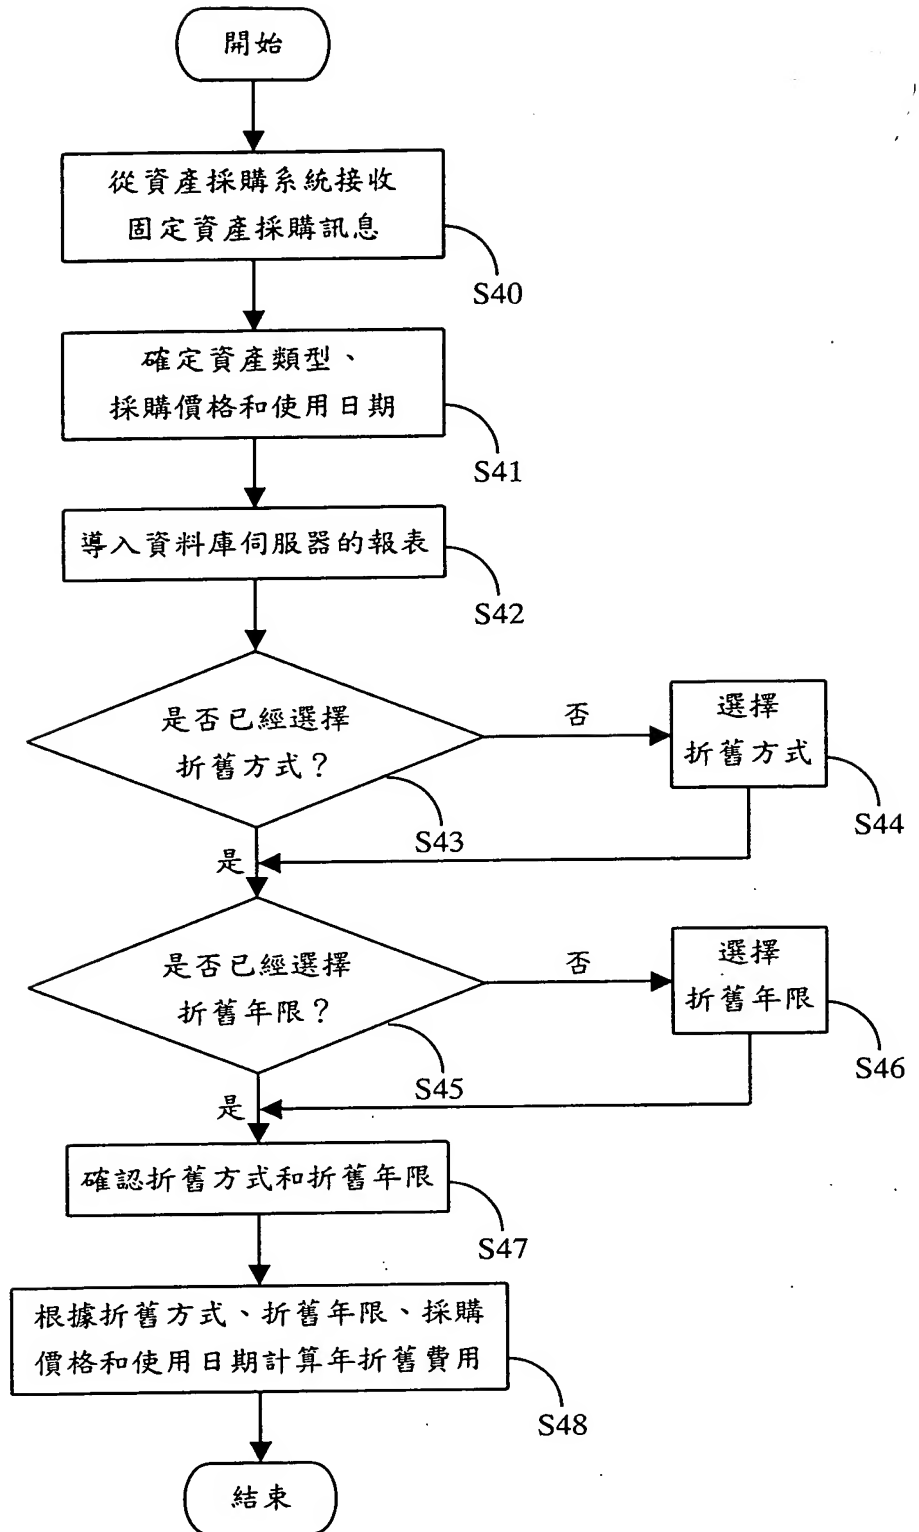 開始
從資產採購系統接收
固定資產採購訊息
S40
確定資產類型、
採購價格和使用日期
S41
導入資料庫伺服器的報表
S42
是否已經選擇
折舊方式？
S43
否
選擇
折舊方式
S44
是
是否已經選擇
折舊年限？
S45
否
選擇
折舊年限
S46
是
確認折舊方式和折舊年限
S47
根據折舊方式、折舊年限、採購
價格和使用日期計算年折舊費用
S48
結束